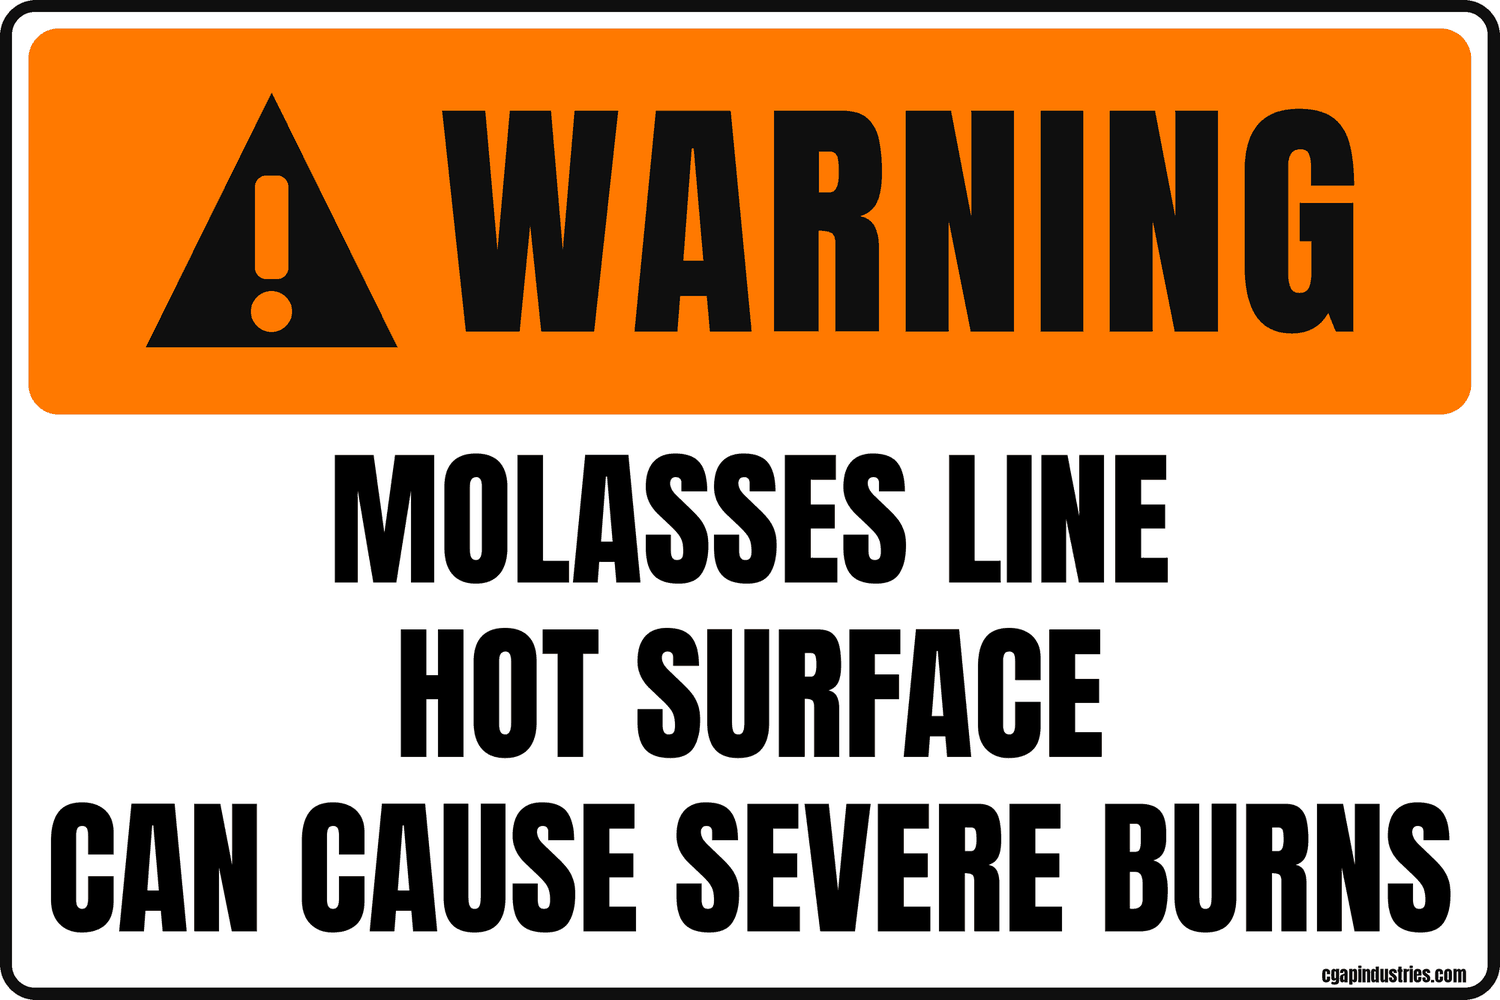 WARNING
MOLASSES LINE
HOT SURFACE
CAN CAUSE SEVERE BURNS
cgapindustries.com